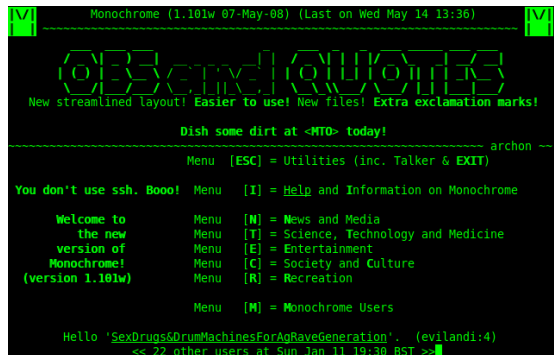 Monochrome (1.101w 07-May-08) (Last on Wed May 14 13:36)
OBS and QUOTES
New streamlined layout! Easier to use! New files! Extra exclamation marks!
Dish some dirt at <MTO> today!
archon
Menu [ESC] = Utilities (inc. Talker & EXIT)
You don't use ssh. Booo! Menu [I] = Help and Information on Monochrome
Welcome to Menu [N] = News and Media
the new Menu [T] = Science, Technology and Medicine
version of Menu [E] = Entertainment
Monochrome! Menu [C] = Society and Culture
(version 1.101w) Menu [R] = Recreation
Menu [M] = Monochrome Users
Hello 'SexDrugs&DrumMachinesForAgRaveGeneration'. (evilandi:4)
<< 22 other users at Sun Jan 11 19:30 BST >>